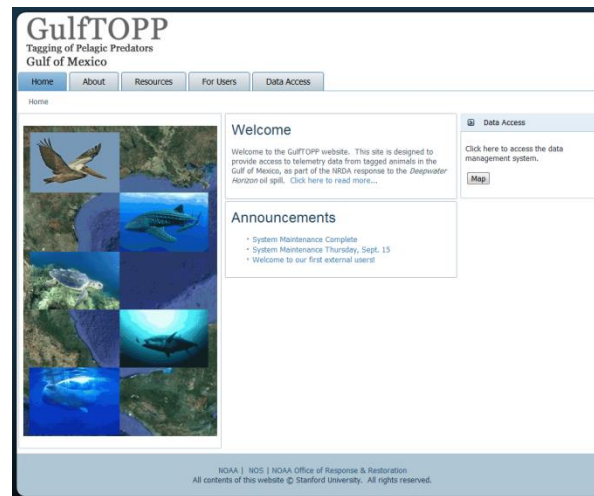 GulfTOPP
Tagging of Pelagic Predators
Gulf of Mexico
Home About Resources For Users Data Access
Home
Welcome
Welcome to the GulfTOPP website. This site is designed to
provide access to telemetry data from tagged animals in the
Gulf of Mexico, as part of the NRDA response to the Deepwater
Horizon oil spill. Click here to read more...
Announcements
System Maintenance Complete
System Maintenance Thursday, Sept. 15
Welcome to our first external users!
Data Access
Click here to access the data
management system.
Map
NOAA | NOS | NOAA Office of Response & Restoration
All contents of this website © Stanford University. All rights reserved.